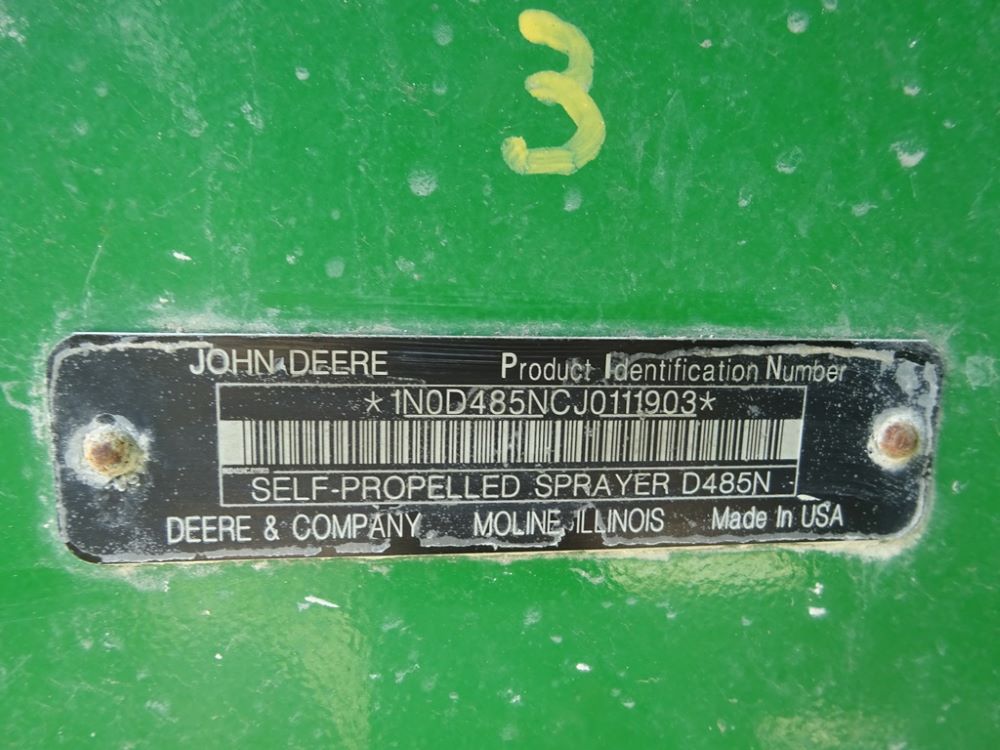 3
JOHN DEERE Product Identification Number
*1N0D485NCJ0111903*
SELF-PROPELLED SPRAYER D485N
DEERE & COMPANY MOLINE, ILLINOIS Made In USA